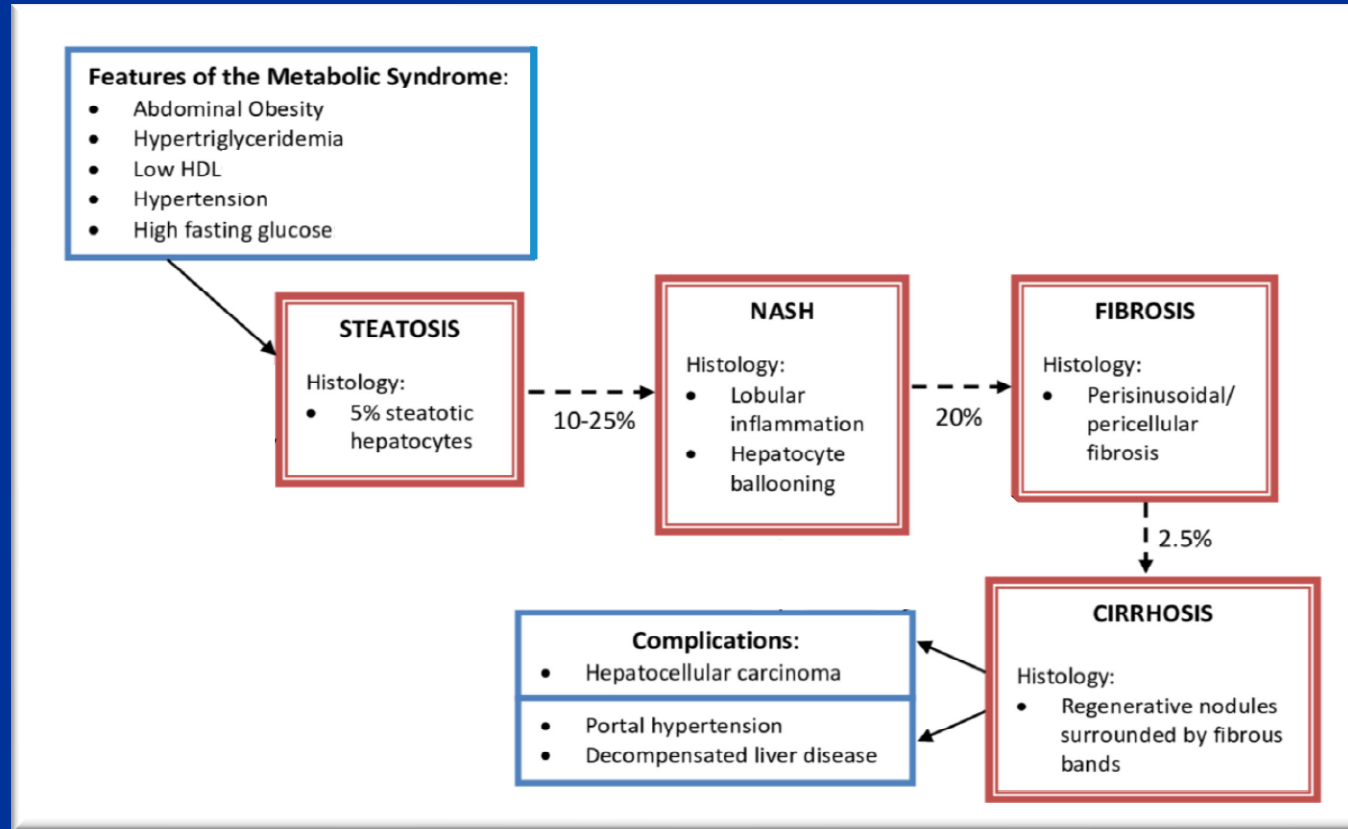 Features of the Metabolic Syndrome:
• Abdominal Obesity
• Hypertriglyceridemia
• Low HDL
• Hypertension
• High fasting glucose
STEATOSIS
Histology:
• 5% steatotic
hepatocytes
10-25%
NASH
Histology:
• Lobular
inflammation
• Hepatocyte
ballooning
20%
FIBROSIS
Histology:
• Perisinusoidal/
pericellular
fibrosis
2.5%
CIRRHOSIS
Histology:
• Regenerative nodules
surrounded by fibrous
bands
Complications:
• Hepatocellular carcinoma
• Portal hypertension
• Decompensated liver disease